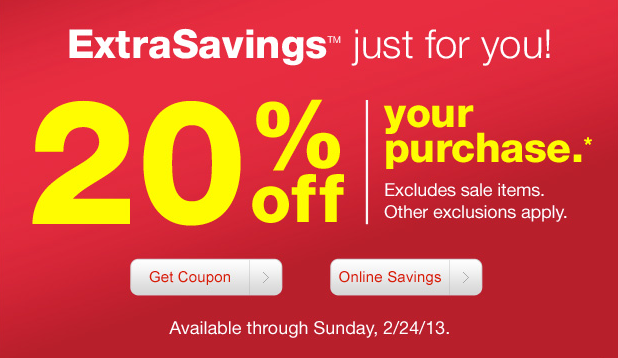 ExtraSavings™ just for you!
20% off
your
purchase.*
Excludes sale items.
Other exclusions apply.
Get Coupon
Online Savings
Available through Sunday, 2/24/13.